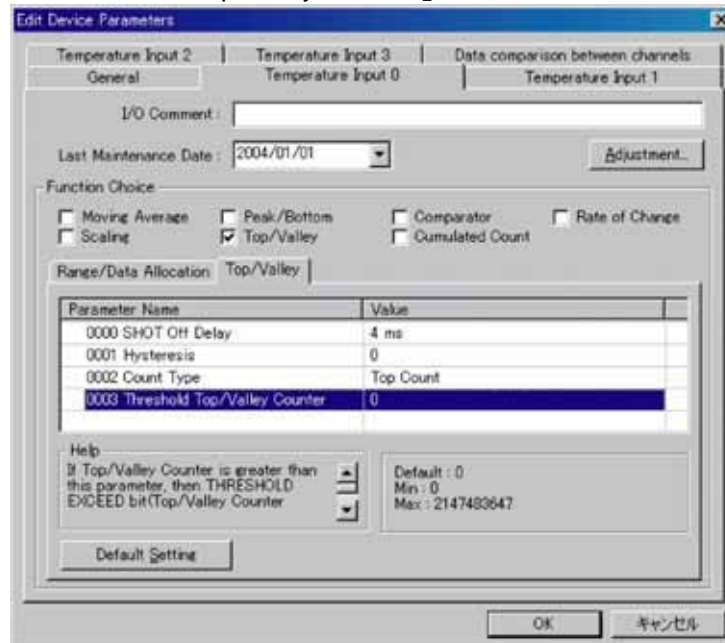 Edit Device Parameters
Temperature Input 2 Temperature Input 3 Data comparison between channels
General Temperature Input 0 Temperature Input 1
I/O Comment :
Last Maintenance Date : 2004/01/01 Adjustment...
Function Choice
Moving Average Peak/Bottom Comparator Rate of Change
Scaling Top/Valley Cumulated Count
Range/Data Allocation Top/Valley
Parameter Name Value
0000 SHOT Off Delay 4 ms
0001 Hysteresis 0
0002 Count Type Top Count
0003 Threshold Top/Valley Counter 0
Help
If Top/Valley Counter is greater than
this parameter, then THRESHOLD
EXCEED bit(Top/Valley Counter
Default : 0
Min : 0
Max : 2147483647
Default Setting
OK キャンセル